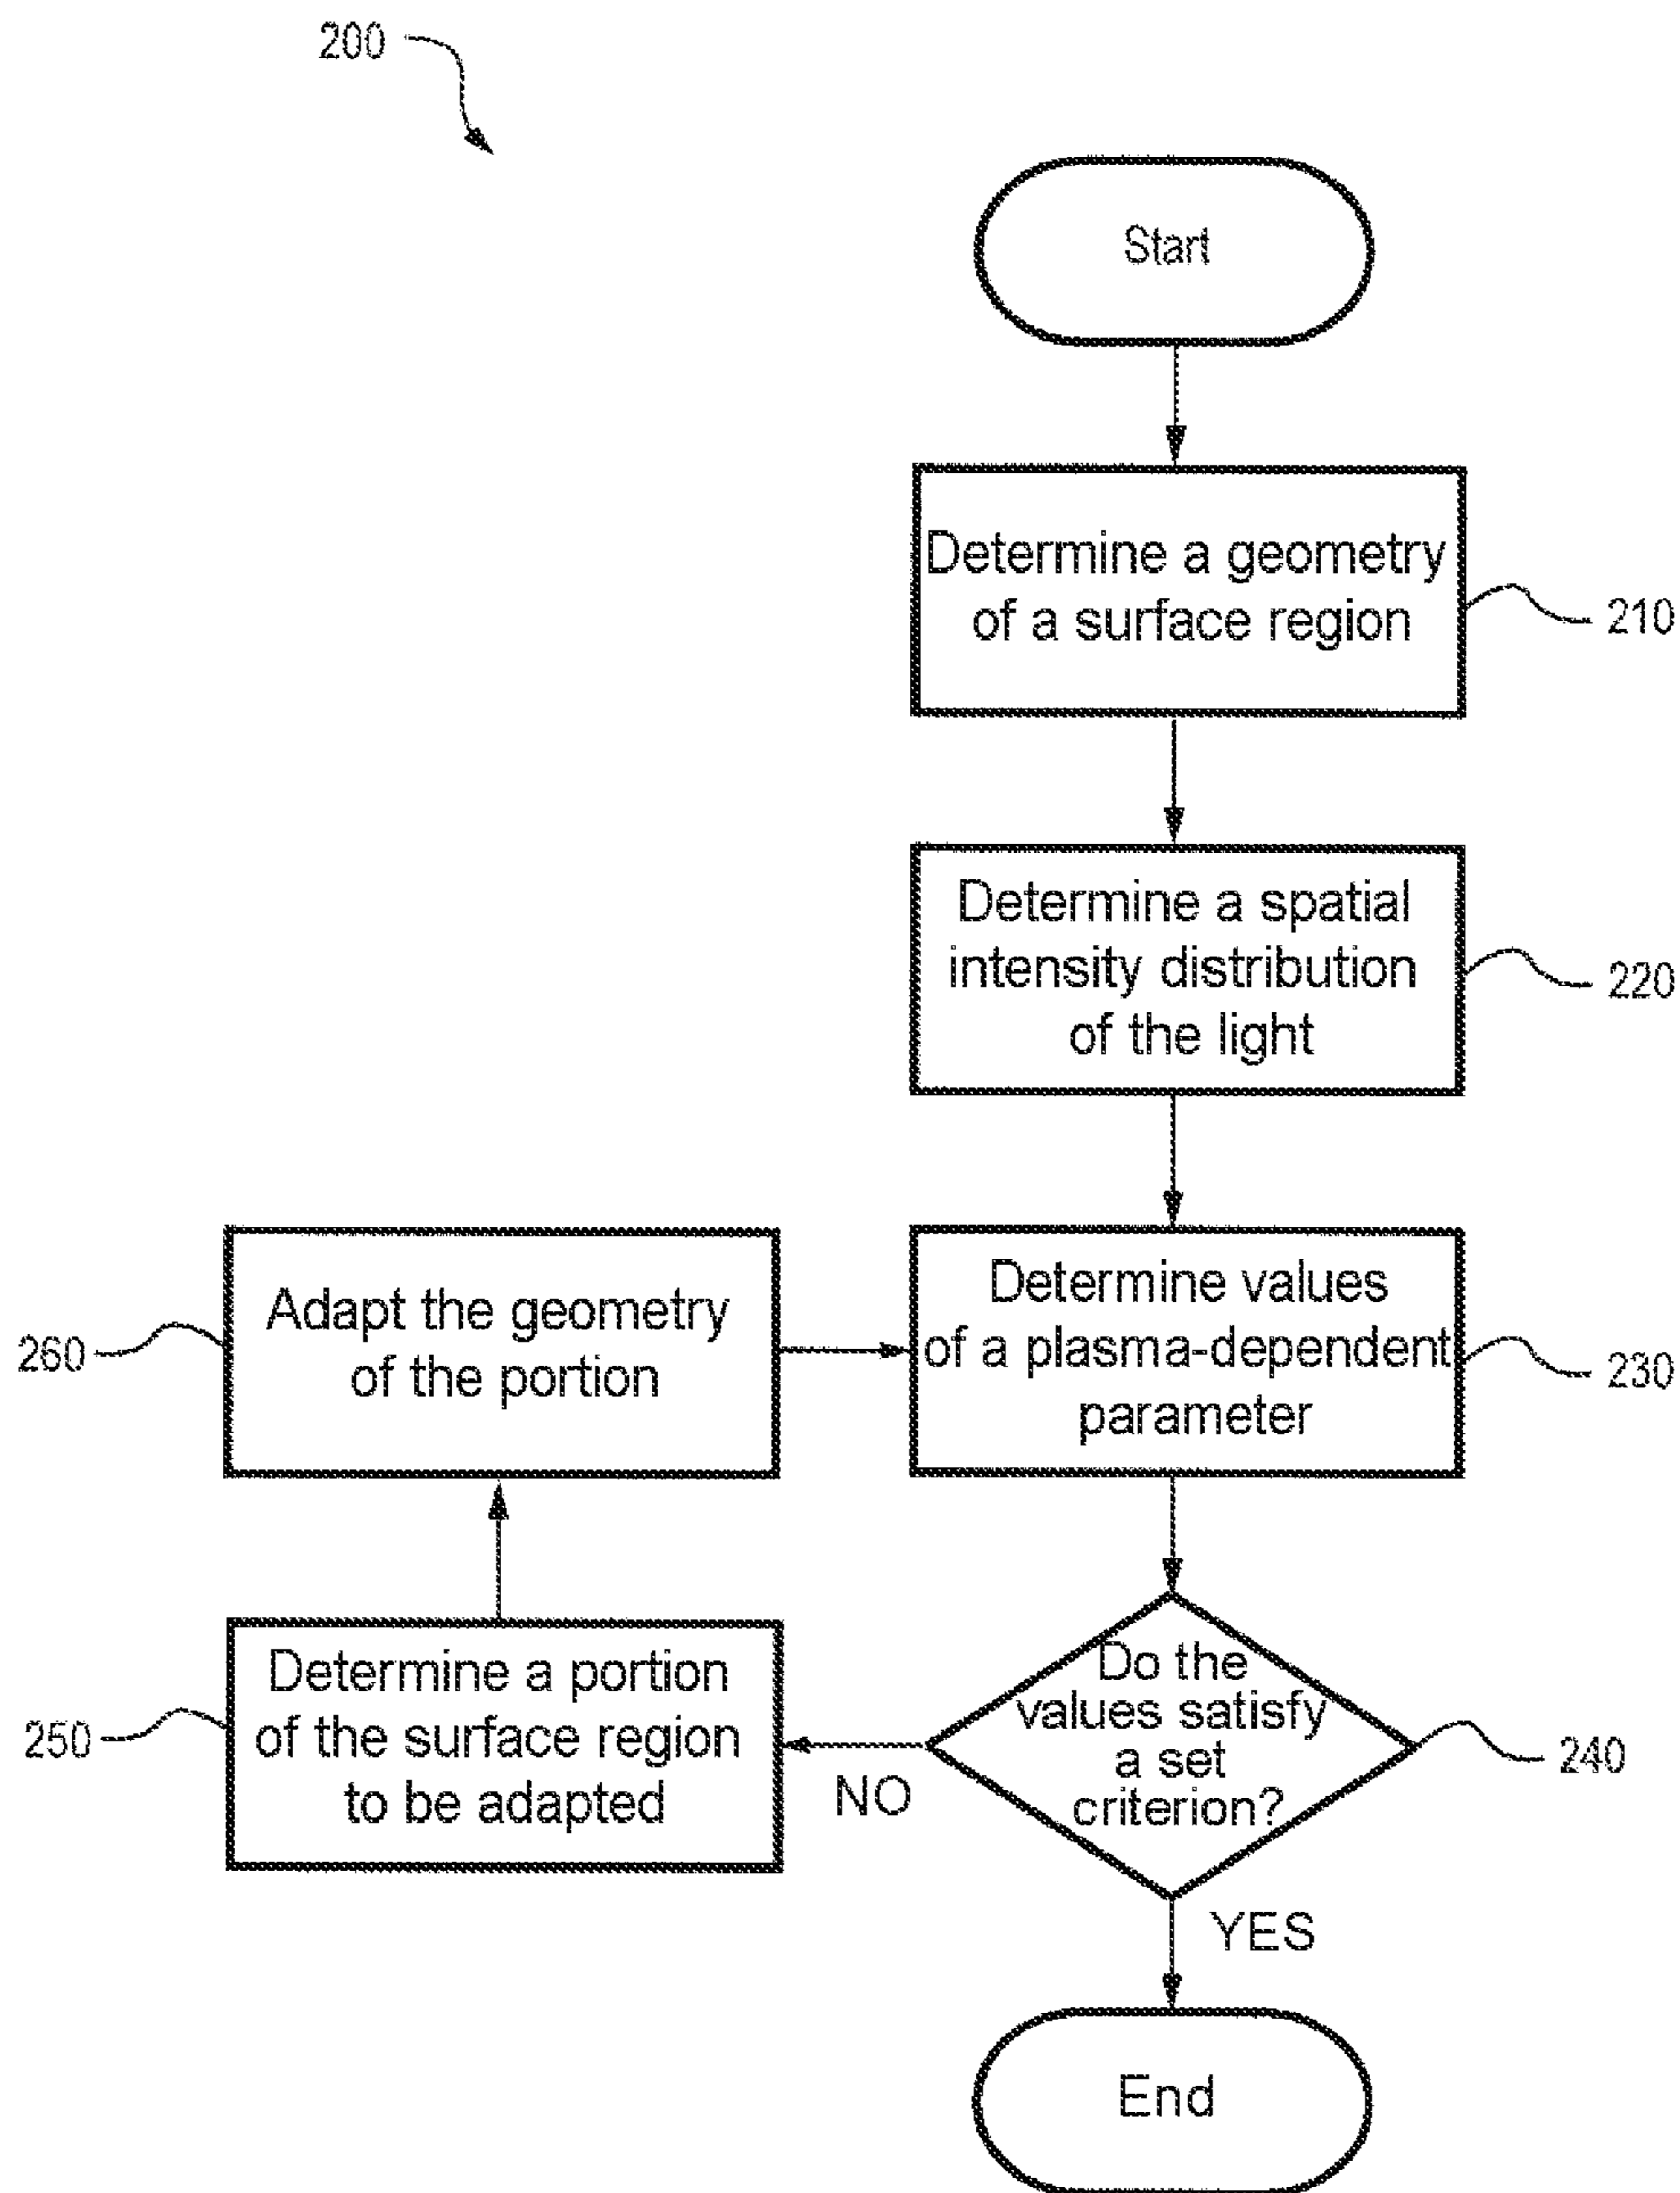 200
Start
Determine a geometry
of a surface region
210
Determine a spatial
intensity distribution
of the light
220
Determine values
of a plasma-dependent
parameter
230
Adapt the geometry
of the portion
260
Do the
values satisfy
a set
criterion?
240
NO
Determine a portion
of the surface region
to be adapted
250
YES
End